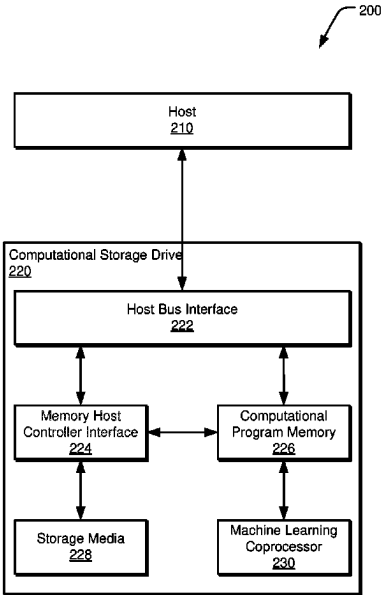 200
Host
210
Computational Storage Drive
220
Host Bus Interface
222
Memory Host
Controller Interface
224
Computational
Program Memory
226
Storage Media
228
Machine Learning
Coprocessor
230